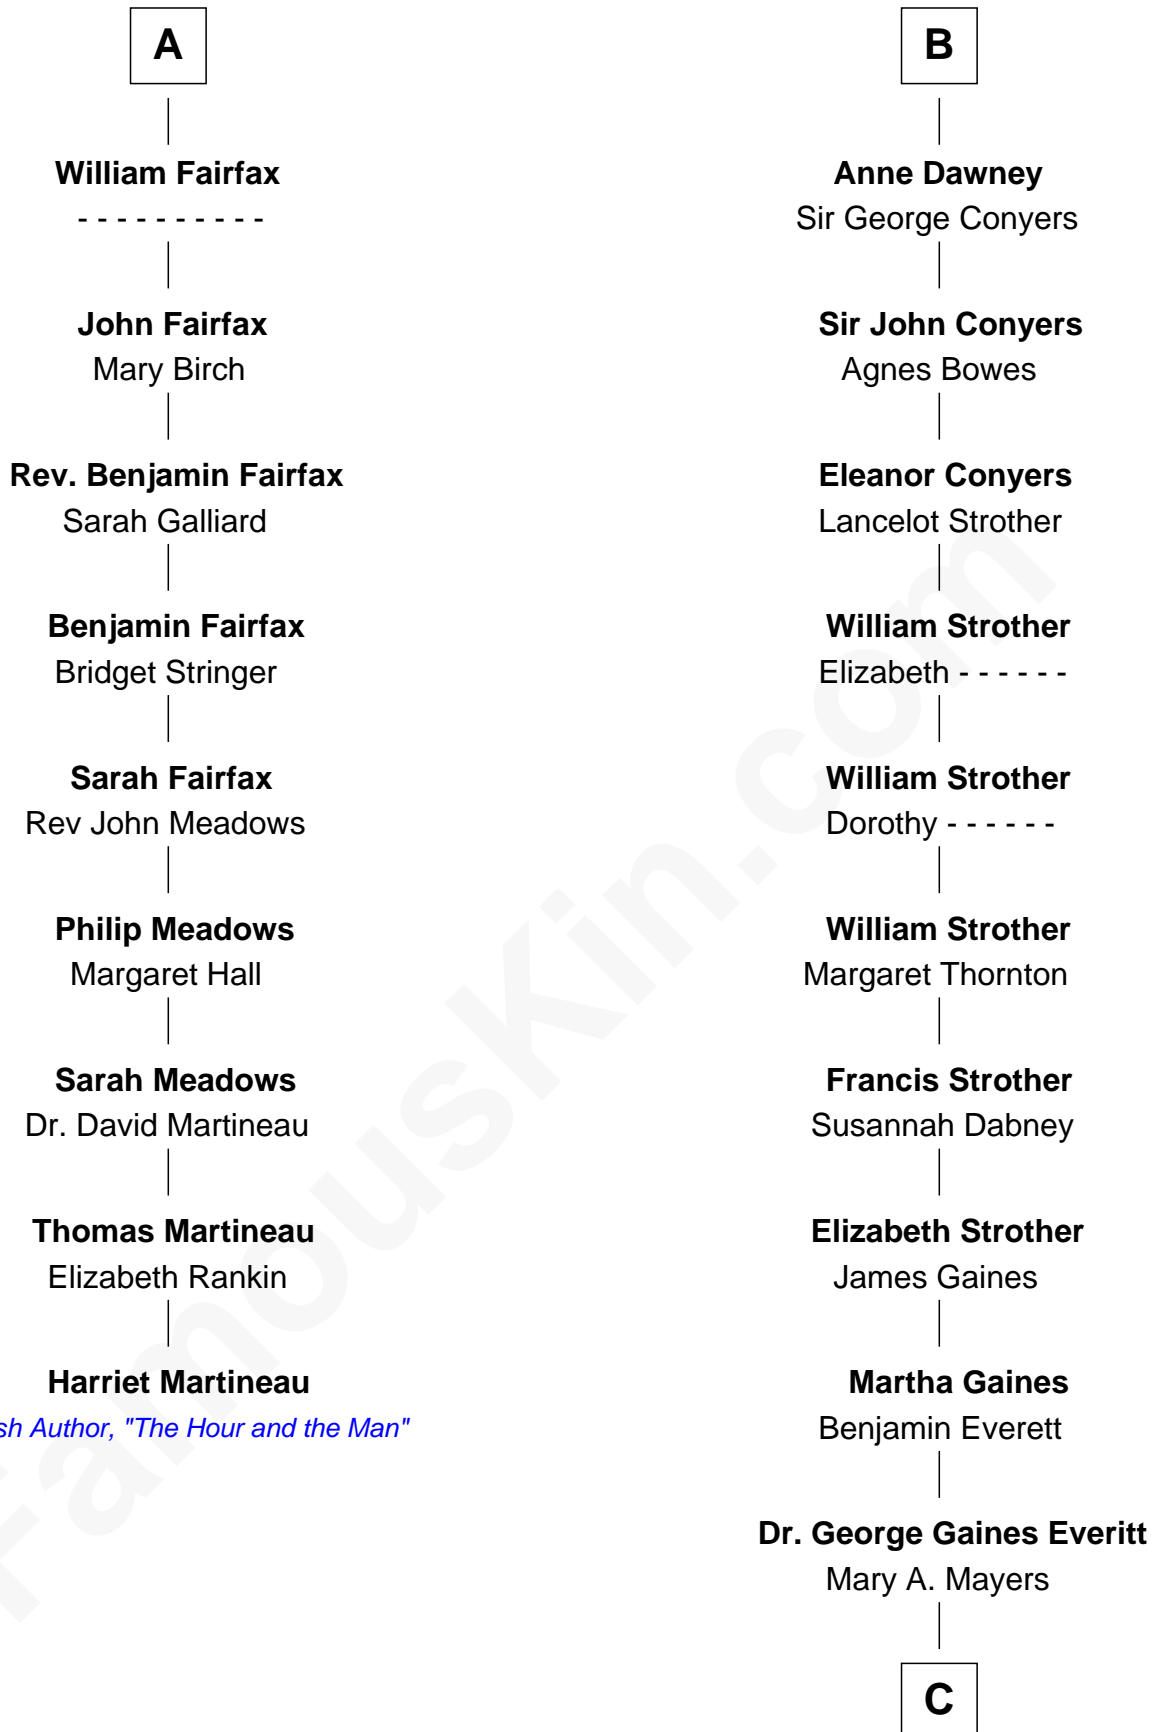 A
William Fairfax
- - - - - - - - - -
John Fairfax
Mary Birch
Rev. Benjamin Fairfax
Sarah Galliard
Benjamin Fairfax
Bridget Stringer
Sarah Fairfax
Rev John Meadows
Philip Meadows
Margaret Hall
Sarah Meadows
Dr. David Martineau
Thomas Martineau
Elizabeth Rankin
Harriet Martineau
sh Author, "The Hour and the Man"
B
Anne Dawney
Sir George Conyers
Sir John Conyers
Agnes Bowes
Eleanor Conyers
Lancelot Strother
William Strother
Elizabeth - - - - - -
William Strother
Dorothy - - - - - -
William Strother
Margaret Thornton
Francis Strother
Susannah Dabney
Elizabeth Strother
James Gaines
Martha Gaines
Benjamin Everett
Dr. George Gaines Everitt
Mary A. Mayers
C
FamousKin.com